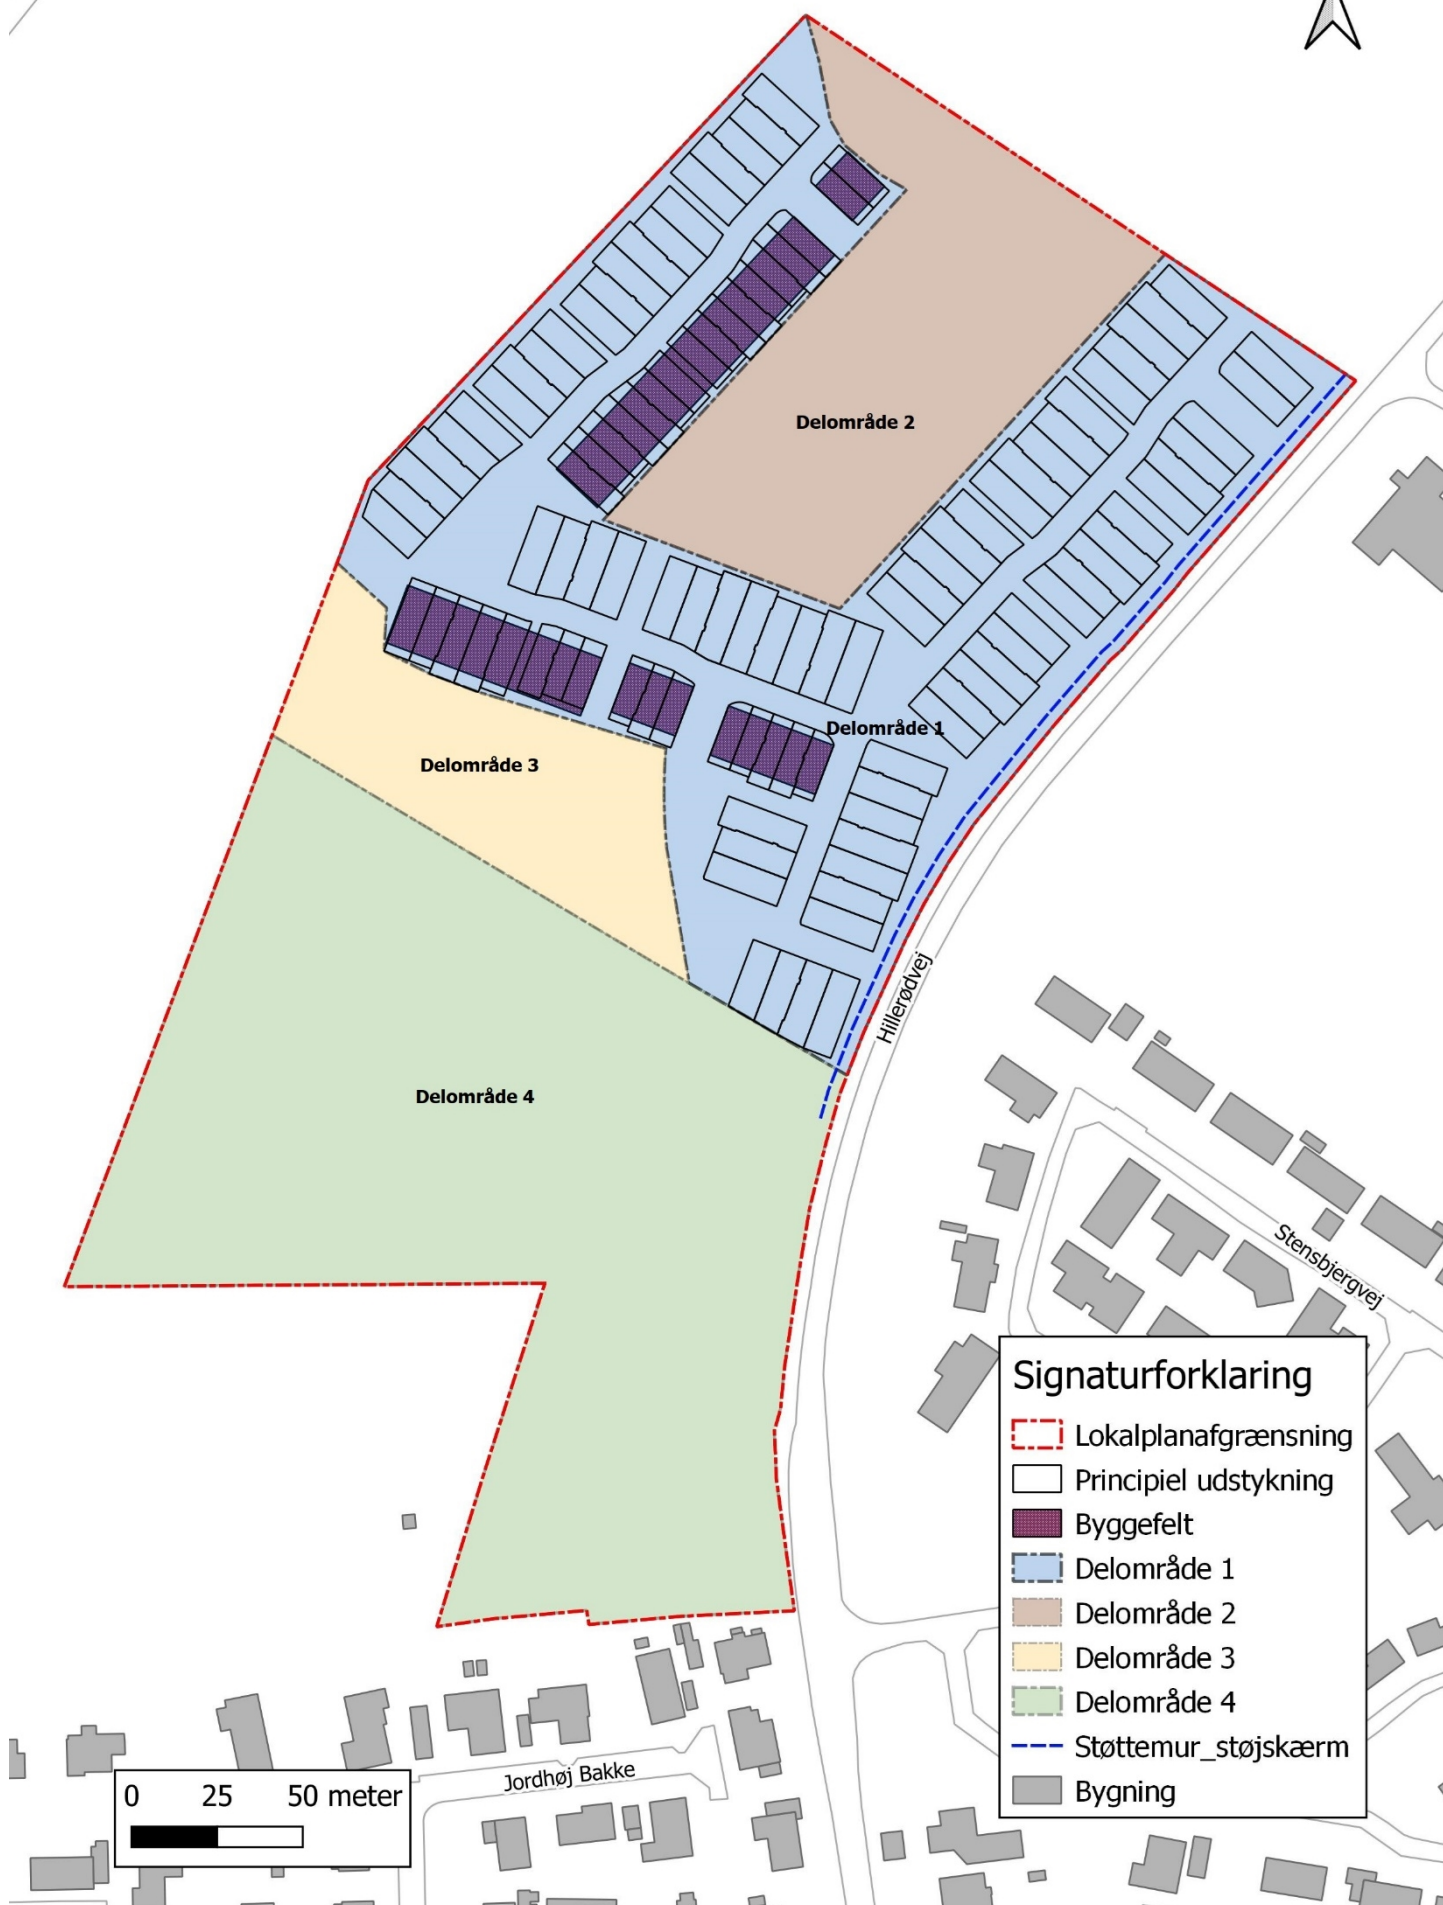 Delområde 2
Delområde 1
Delområde 3
Hillerødvej
Delområde 4
Stensbjergvej
Signaturforklaring
Lokalplanafgrænsning
Principiel udstykning
Byggefelt
Delområde 1
Delområde 2
Delområde 3
Delområde 4
Støttemur_støjskærm
Bygning
Jordhøj Bakke
0 25 50 meter